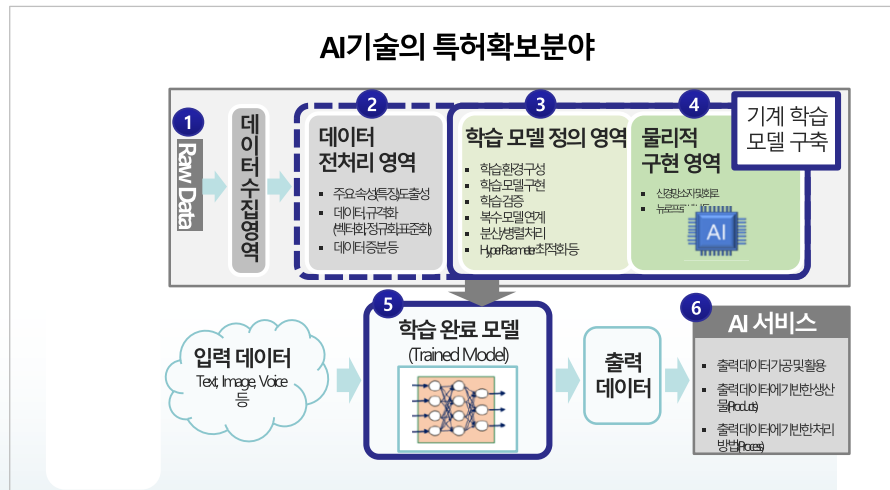 AI기술의 특허확보분야
1
Raw Data
데이터수집영역
2
데이터
전처리 영역
▪ 주요 속성(특징)도출성
▪ 데이터 규격화
(벡터화정규화표준화)
▪ 데이터 증분 등
3
학습 모델 정의 영역
▪ 학습 환경 구성
▪ 학습 모델 구현
▪ 학습 검증
▪ 복수 모델 연계
▪ 분산/병렬 처리
▪ HyperParameter최적화 등
4
물리적
구현 영역
▪ 신경망소자 및 회로
AI
기계 학습
모델 구축
입력 데이터
Text, Image, Voice
등
5
학습 완료 모델
(Trained Model)
출력
데이터
6
AI 서비스
▪ 출력 데이터 가공 및 활용
▪ 출력 데이터에 기반한 생산
물(Products)
▪ 출력 데이터에 기반한 처리
방법(Process)